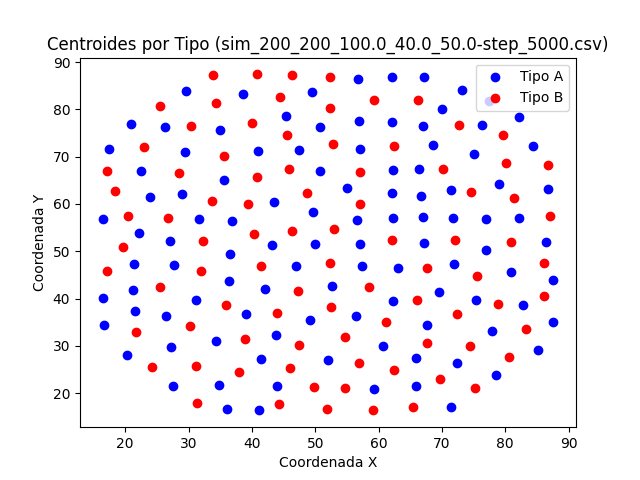 Centroides por Tipo (sim_200_200_100.0_40.0_50.0-step_5000.csv)
Tipo A
Tipo B
90
80
70
60
50
40
30
20
Coordenada Y
20 30 40 50 60 70 80 90
Coordenada X